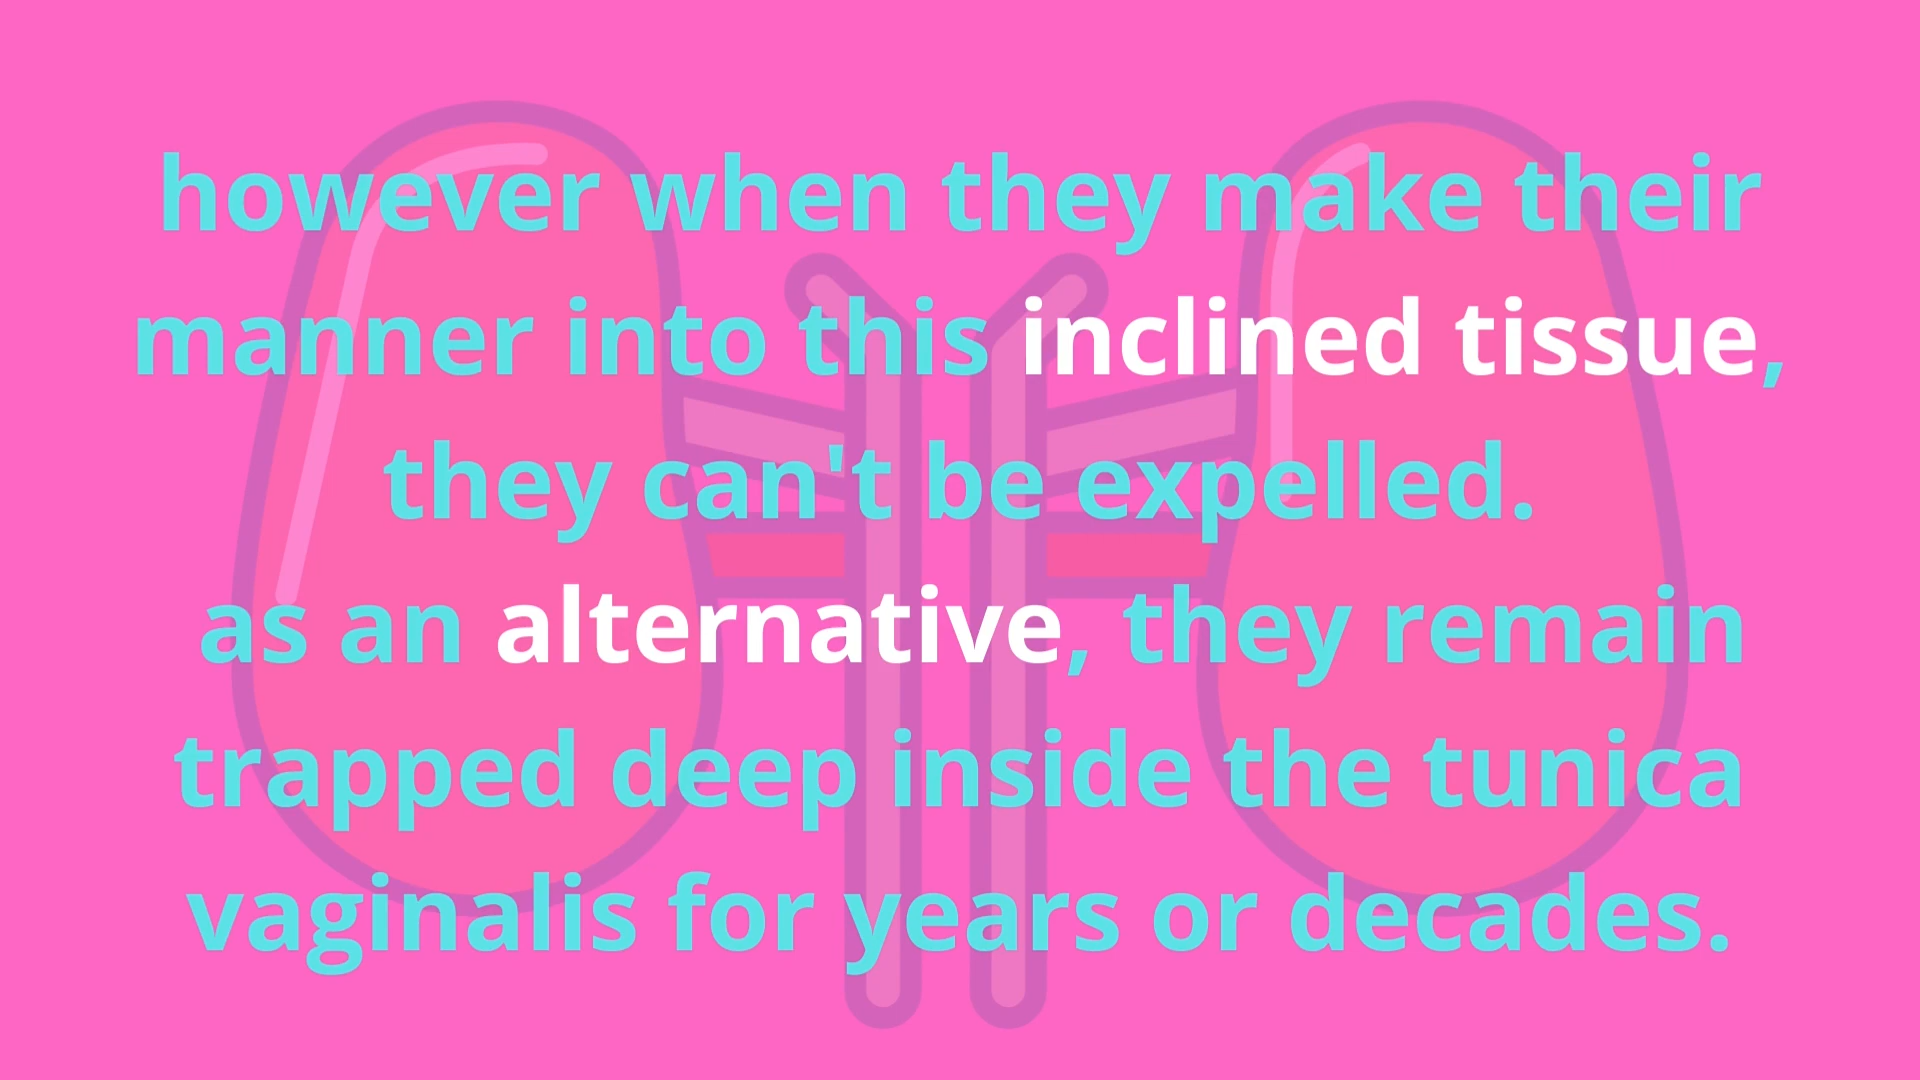 however when they make their
manner into this inclined tissue,
they can't be expelled.
as an alternative, they remain
trapped deep inside the tunica
vaginalis for years or decades.